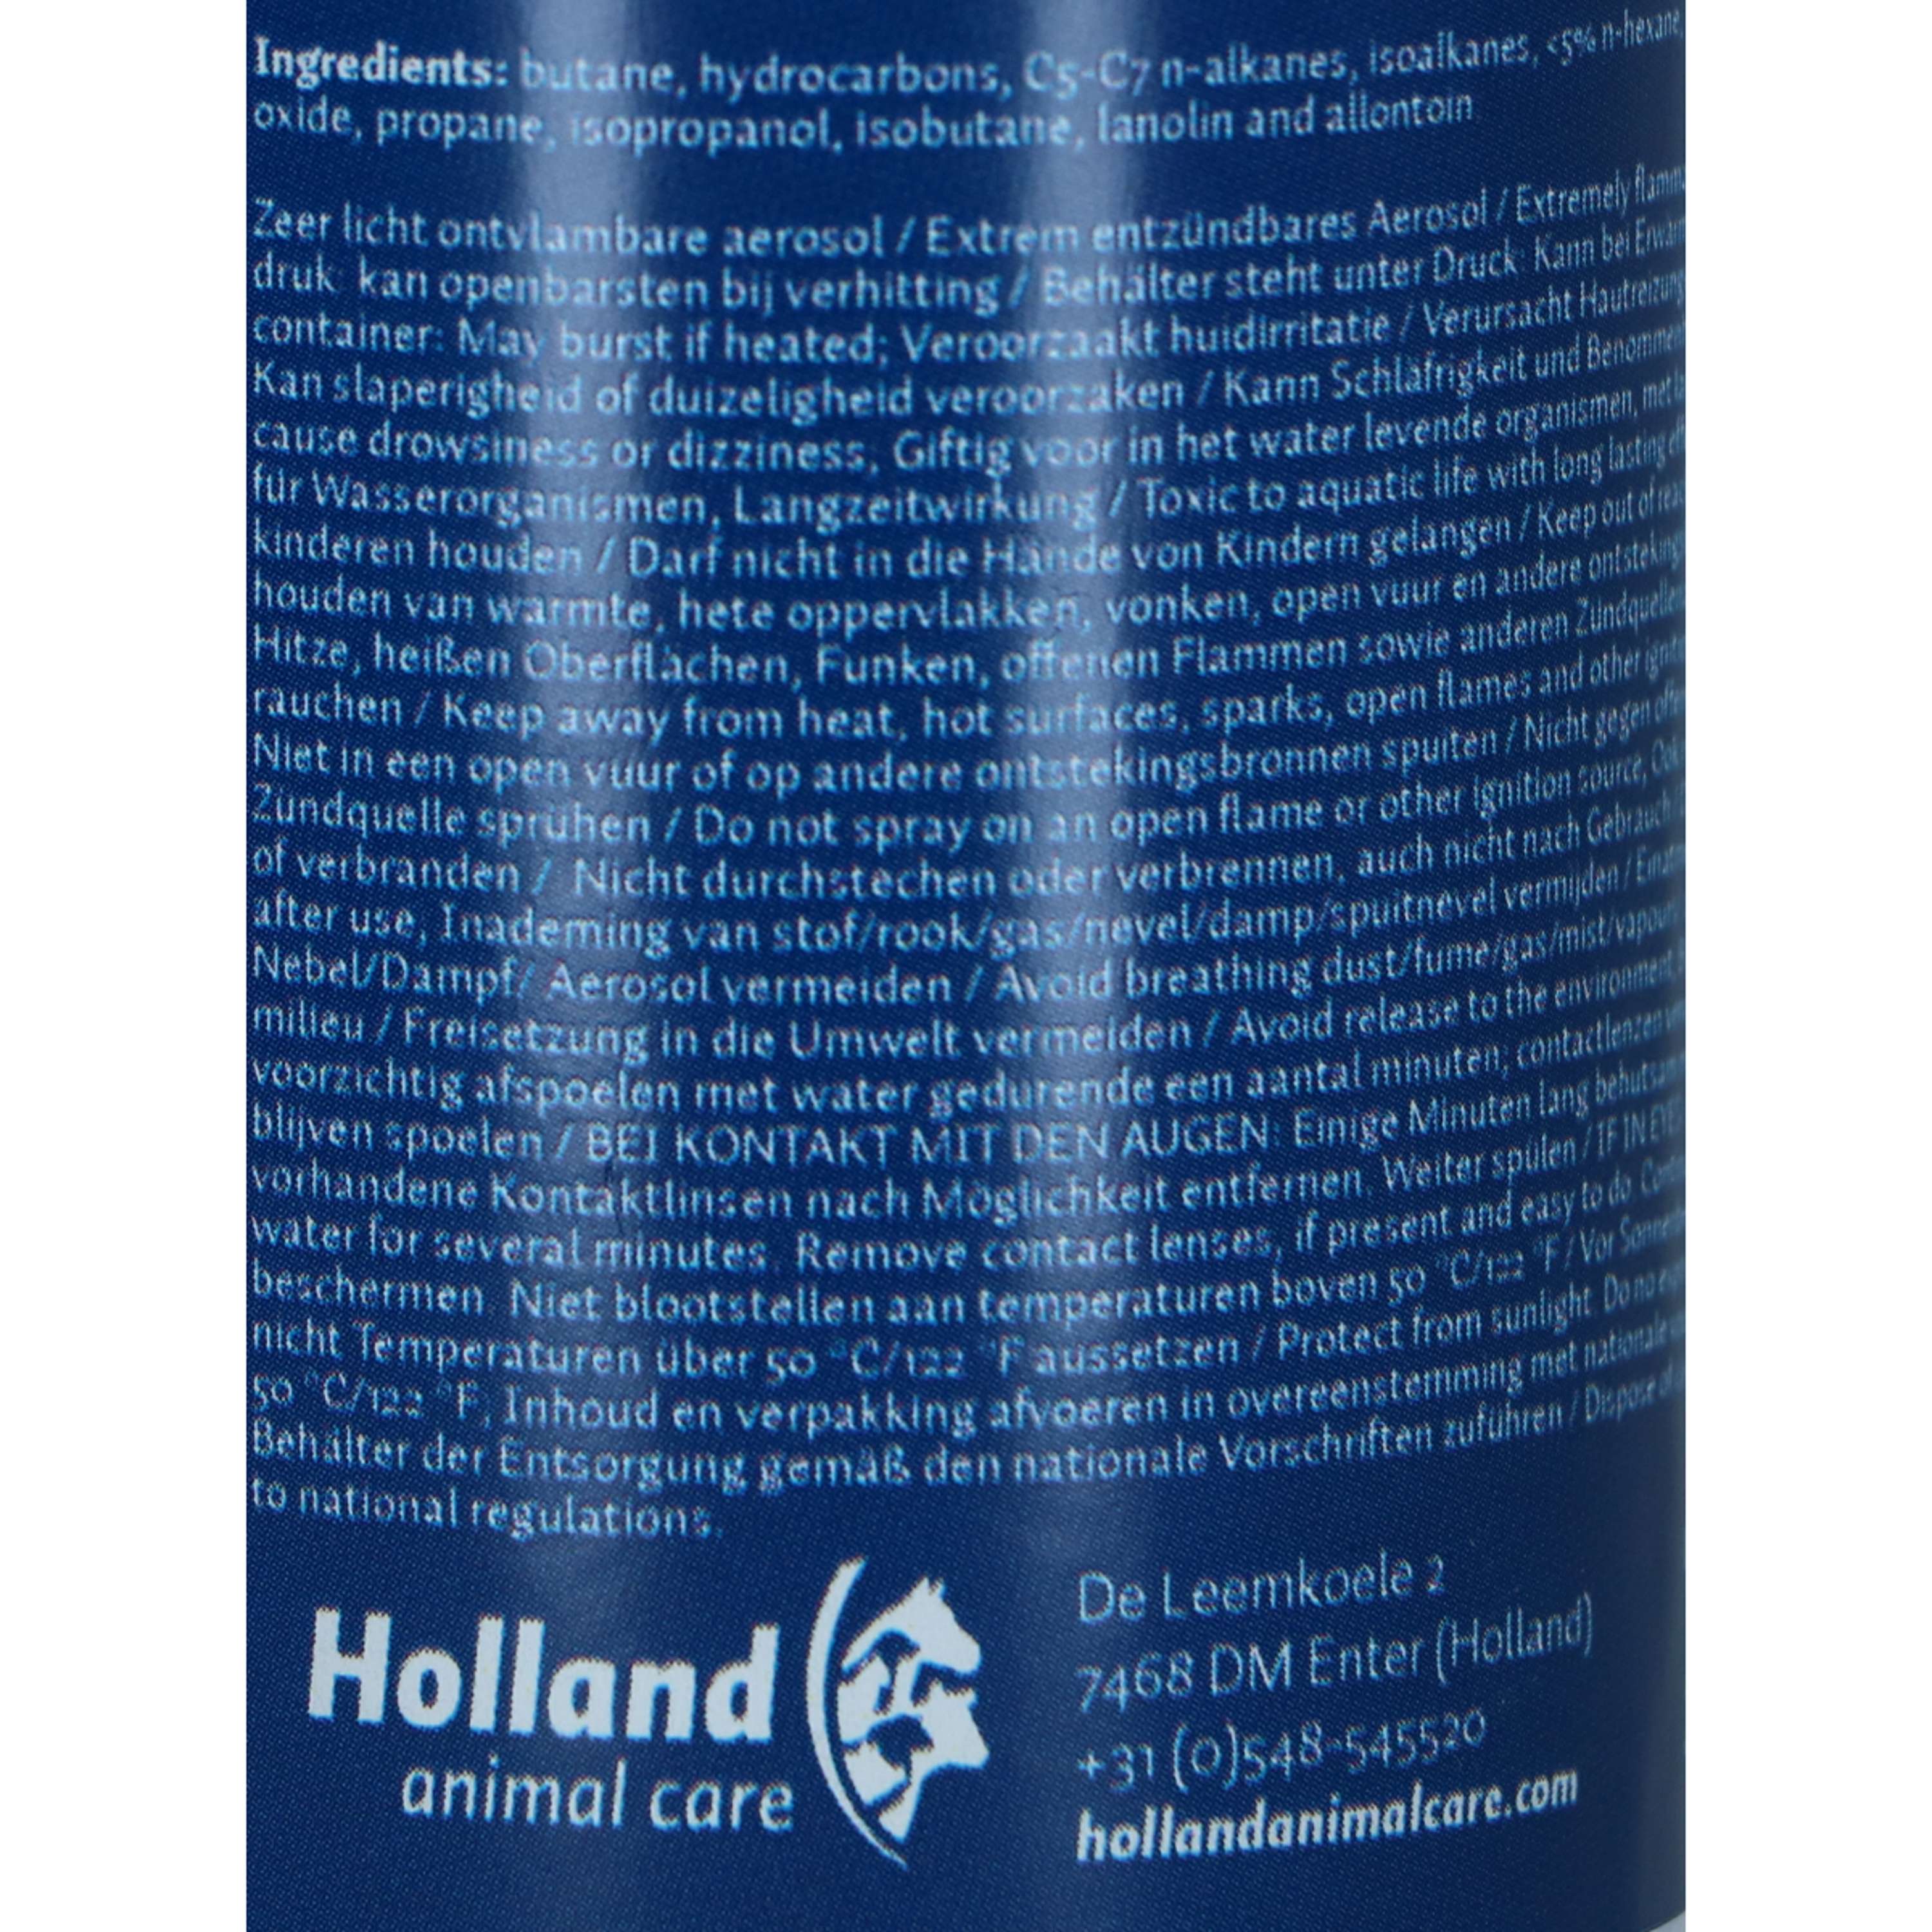 Ingredients: butane, hydrocarbons, C5-C7 n-alkanes, isoalkanes, <5% n-hexane,
oxide, propane, isopropanol, isobutane, lanolin and allontoin
Zeer licht ontvlambare aerosol / Extrem entzündbares Aerosol / Extremely
druk: kan openbarsten bij verhitting / Behälter steht unter Druck: Kann bei
container: May burst if heated; Veroorzaakt huidirritatie / Verursacht
Kan slaperigheid of duizeligheid veroorzaken / Kann Schläfrigkeit und
cause drowsiness or dizziness; Giftig voor in het water levende organismen, met
für Wasserorganismen, Langzeitwirkung / Toxic to aquatic life with long lasting
kinderen houden / Darf nicht in die Hände von Kindern gelangen / Keep out of
houden van warmte, hete oppervlakken, vonken, open vuur en andere
Hitze, heißen Oberflächen, Funken, offenen Flammen sowie anderen
rauchen / Keep away from heat, hot surfaces, sparks, open flames and other
Niet in een open vuur of op andere ontstekingsbronnen spuiten / Nicht gegen
Zündquelle sprühen / Do not spray on an open flame or other ignition source;
of verbranden / Nicht durchstechen oder verbrennen, auch nicht nach Gebrauch
after use; Inademing van stof/rook/gas/nevel/damp/spuitnevel vermijden /
Nebel/Dampf/ Aerosol vermeiden / Avoid breathing dust/fume/gas/mist/vapour
milieu / Freisetzung in die Umwelt vermeiden / Avoid release to the environment
voorzichtig afspoelen met water gedurende een aantal minuten; contactlenzen
blijven spoelen / BEI KONTAKT MIT DEN AUGEN: Einige Minuten lang
vorhandene Kontaktlinsen nach Möglichkeit entfernen. Weiter spülen / IF IN
water for several minutes. Remove contact lenses, if present and easy to do.
beschermen. Niet blootstellen aan temperaturen boven 50 °C/122 °F / Vor
nicht Temperaturen über 50 °C/122 °F aussetzen / Protect from sunlight.
50 °C/122 °F; Inhoud en verpakking afvoeren in overeenstemming met nationale
Behälter der Entsorgung gemäß den nationale Vorschriften zuführen / Dispose
to national regulations.
Holland
animal care
De Leemkoele 2
7468 DM Enter (Holland)
+31 (0)548-545520
hollandanimalcare.com